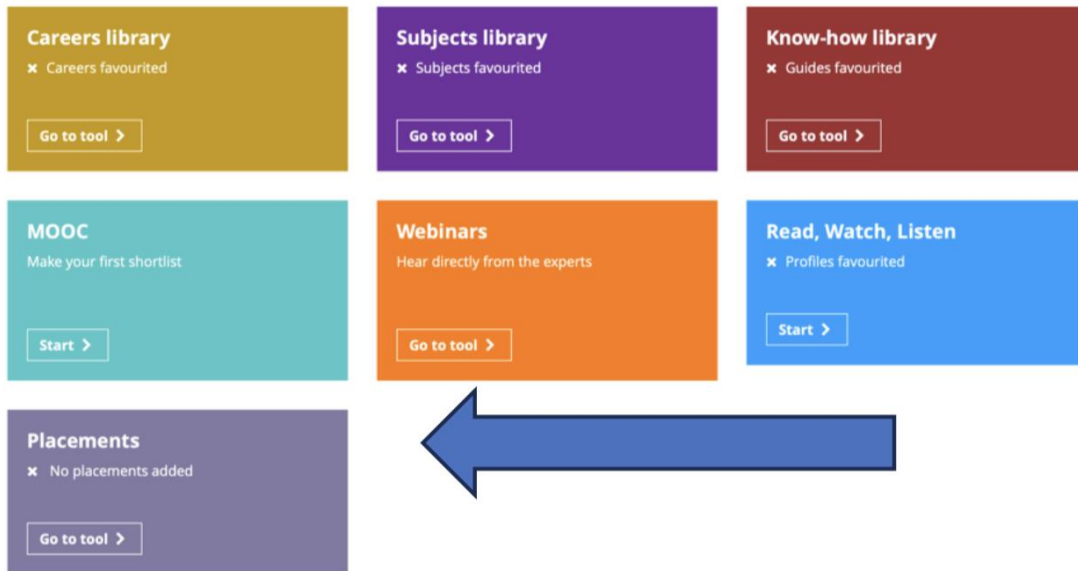 Careers library
× Careers favourited
Go to tool >
Subjects library
× Subjects favourited
Go to tool >
Know-how library
× Guides favourited
Go to tool >
MOOC
Make your first shortlist
Start >
Webinars
Hear directly from the experts
Go to tool >
Read, Watch, Listen
× Profiles favourited
Start >
Placements
× No placements added
Go to tool >